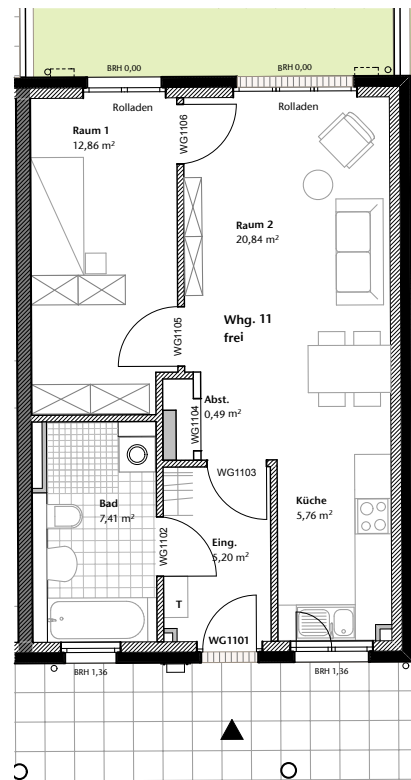 BRH 0,00
BRH 0,00
Rolladen
Rolladen
Raum 1
12,86 m²
WG1106
Raum 2
20,84 m²
Whg. 11
frei
WG1105
Abst.
0,49 m²
WG1104
WG1103
Bad
7,41 m²
Küche
5,76 m²
WG1102
Eing.
5,20 m²
T
WG1101
BRH 1,36
BRH 1,36